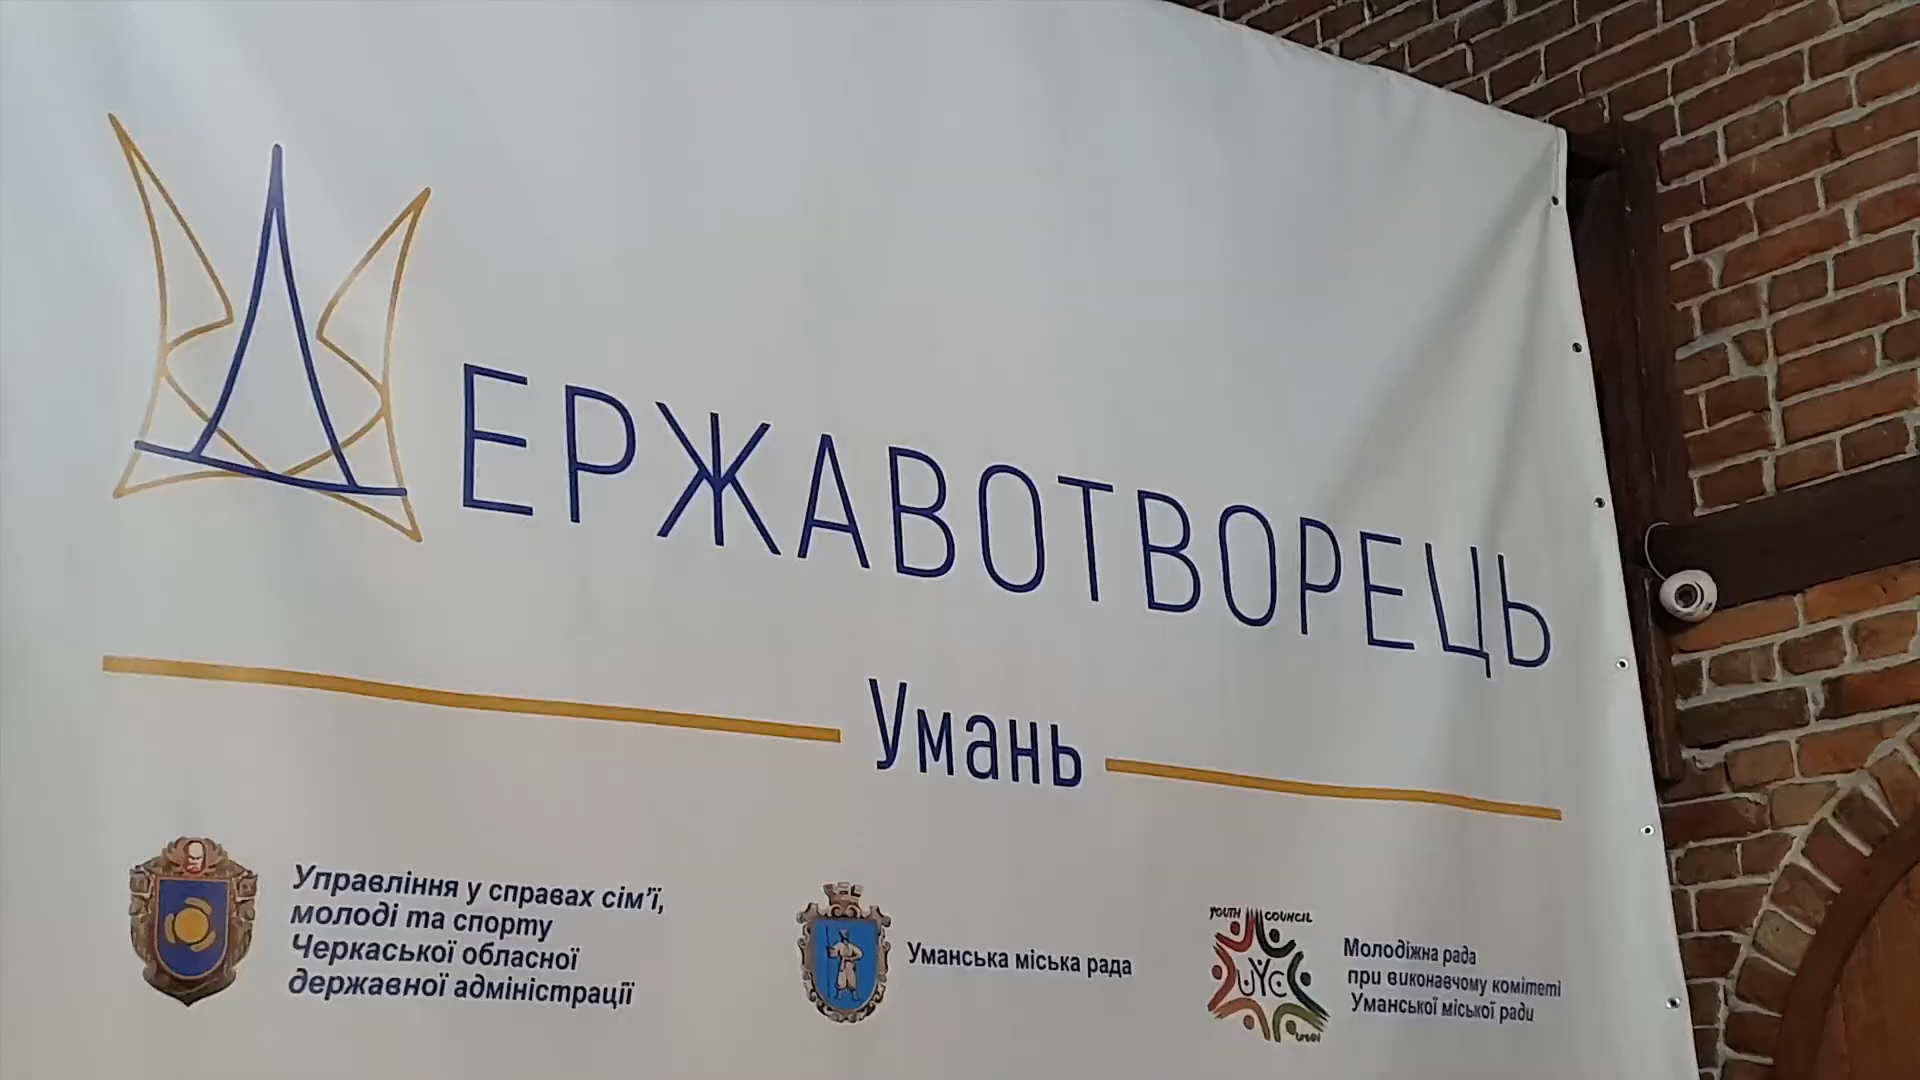 ДЕРЖАВОТВОРЕЦЬ
Умань
Управління у справах сім’ї,
молоді та спорту
Черкаської обласної
державної адміністрації
Уманська міська рада
YOUTH COUNCIL
UYC
Молодіжна рада
при виконавчому комітеті
Уманської міської ради